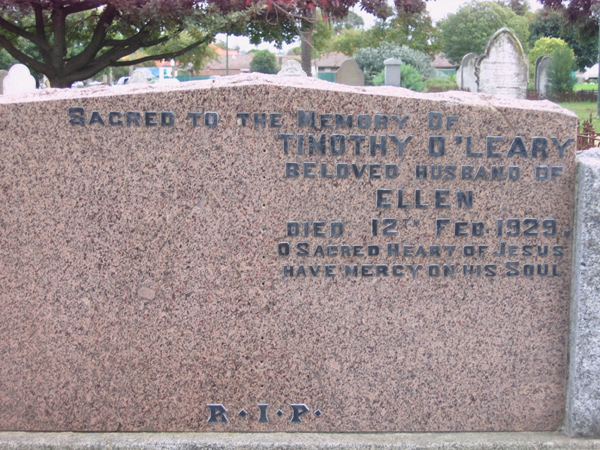 SACRED TO THE MEMORY OF
TIMOTHY O'LEARY
BELOVED HUSBAND OF
ELLEN
DIED 12TH FEB. 1929.
O SACRED HEART OF JESUS
HAVE MERCY ON HIS SOUL
R·I·P·